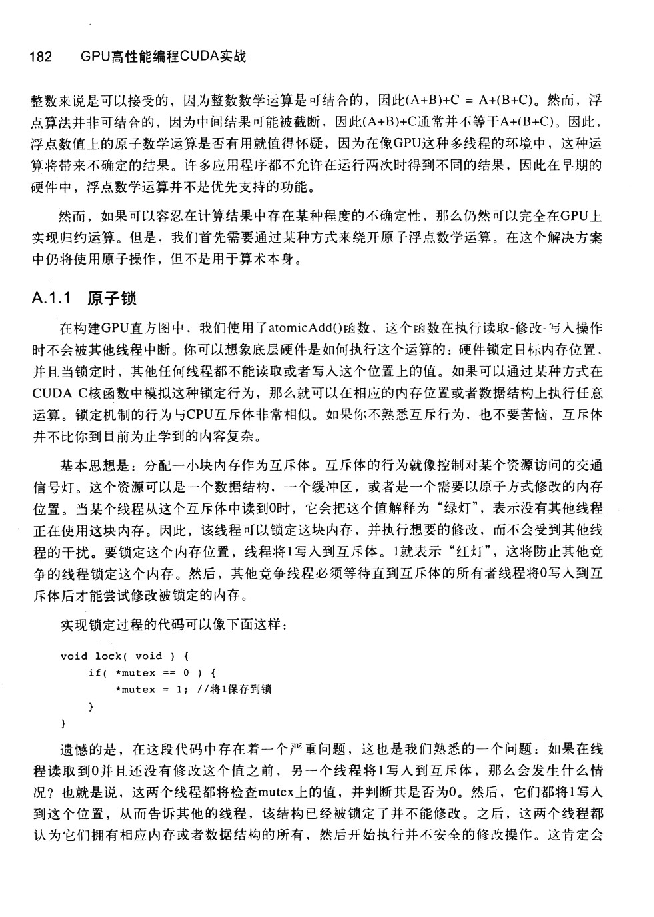 182 GPU高性能编程CUDA实战
整数来说是可以接受的，因为整数数学运算是可结合的，因此(A+B)+C = A+(B+C)。然而，浮
点算法并非可结合的，因为中间结果可能被截断，因此(A+B)+C通常并不等于A+(B+C)。因此，
浮点数值上的原子数学运算是否有用就值得怀疑，因为在像GPU这种多线程的环境中，这种运
算将带来不确定的结果。许多应用程序都不允许在运行两次时得到不同的结果，因此在早期的
硬件中，浮点数学运算并不是优先支持的功能。
然而，如果可以容忍在计算结果中存在某种程度的不确定性，那么仍然可以完全在GPU上
实现归约运算。但是，我们首先需要通过某种方式来绕开原子浮点数学运算。在这个解决方案
中仍将使用原子操作，但不是用于算术本身。
A.1.1 原子锁
在构建GPU直方图中，我们使用了atomicAdd()函数，这个函数在执行读取-修改-写入操作
时不会被其他线程中断。你可以想象底层硬件是如何执行这个运算的：硬件锁定目标内存位置，
并且当锁定时，其他任何线程都不能读取或者写入这个位置上的值。如果可以通过某种方式在
CUDA C核函数中模拟这种锁定行为，那么就可以在相应的内存位置或者数据结构上执行任意
运算。锁定机制的行为与CPU互斥体非常相似。如果你不熟悉互斥行为，也不要苦恼，互斥体
并不比你到目前为止学到的内容复杂。
基本思想是：分配一小块内存作为互斥体。互斥体的行为就像控制对某个资源访问的交通
信号灯。这个资源可以是一个数据结构，一个缓冲区，或者是一个需要以原子方式修改的内存
位置。当某个线程从这个互斥体中读到0时，它会把这个值解释为“绿灯”，表示没有其他线程
正在使用这块内存。因此，该线程可以锁定这块内存，并执行想要的修改，而不会受到其他线
程的干扰。要锁定这个内存位置，线程将1写入到互斥体。1就表示“红灯”，这将防止其他竞
争的线程锁定这个内存。然后，其他竞争线程必须等待直到互斥体的所有者线程将0写入到互
斥体后才能尝试修改被锁定的内存。
实现锁定过程的代码可以像下面这样：
void lock( void ) {
if( *mutex == 0 ) {
*mutex = 1; //将1保存到锁
}
}
遗憾的是，在这段代码中存在着一个严重问题，这也是我们熟悉的一个问题：如果在线
程读取到0并且还没有修改这个值之前，另一个线程将1写入到互斥体，那么会发生什么情
况？也就是说，这两个线程都将检查mutex上的值，并判断其是否为0。然后，它们都将1写入
到这个位置，从而告诉其他的线程，该结构已经被锁定了并不能修改。之后，这两个线程都
认为它们拥有相应内存或者数据结构的所有，然后开始执行并不安全的修改操作。这肯定会